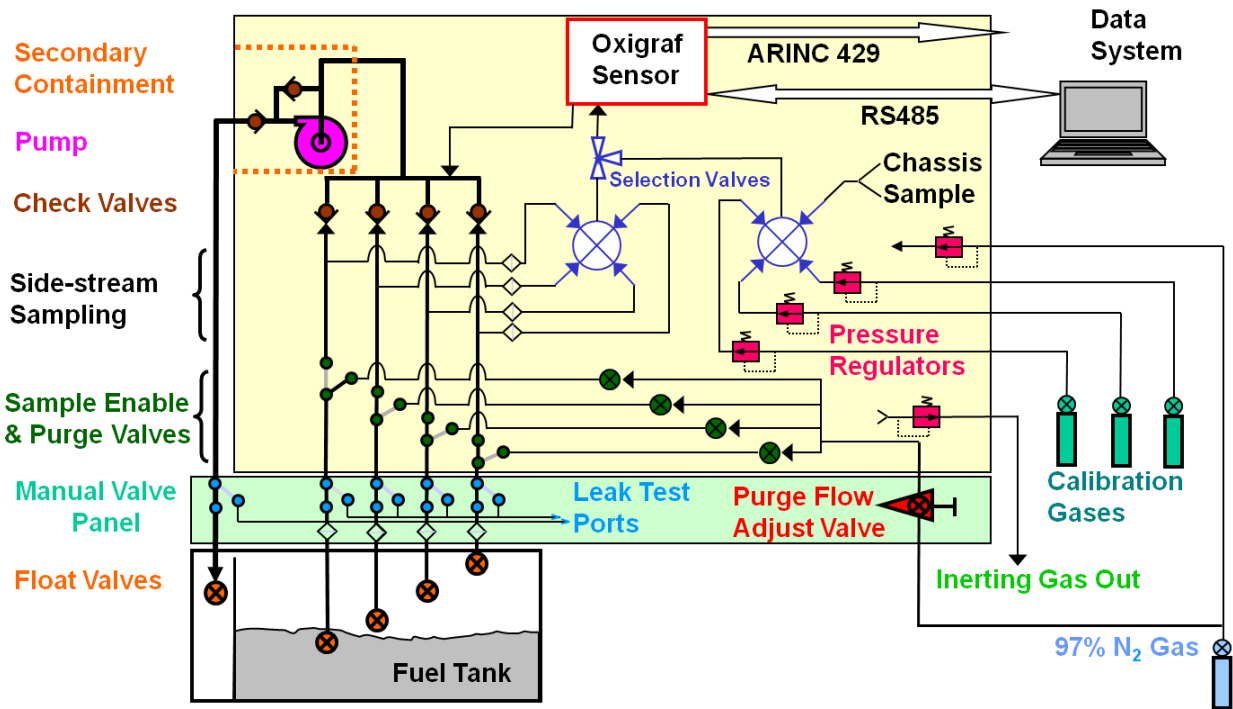 Secondary
Containment
Pump
Check Valves
Side-stream
Sampling
Sample Enable
& Purge Valves
Manual Valve
Panel
Float Valves
Oxigraf
Sensor
ARINC 429
RS485
Data
System
Selection Valves
Chassis
Sample
Pressure
Regulators
Leak Test
Ports
Purge Flow
Adjust Valve
Calibration
Gases
Inerting Gas Out
97% N₂ Gas
Fuel Tank